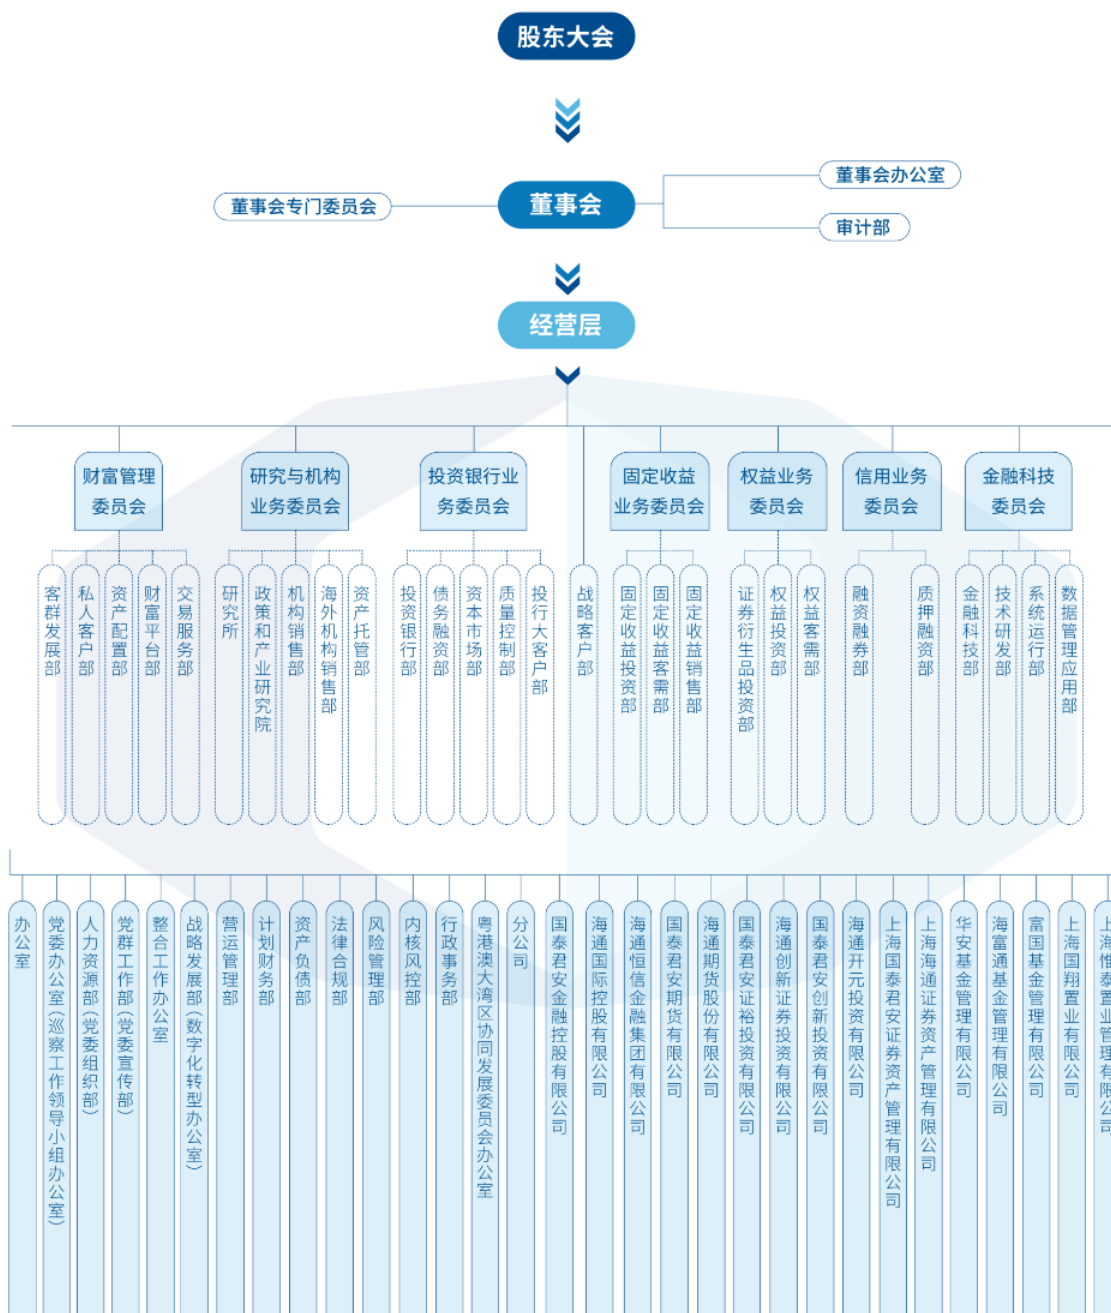 股东大会
董事会
董事会专门委员会
董事会办公室
审计部
经营层
财富管理
委员会
研究与机构
业务委员会
投资银行业
务委员会
固定收益
业务委员会
权益业务
委员会
信用业务
委员会
金融科技
委员会
客群发展部
私人客户部
资产配置部
财富平台部
交易服务部
研究所
政策和产业研究院
机构销售部
海外机构销售部
资产托管部
投资银行部
债务融资部
资本市场部
质量控制部
投行大客户部
战略客户部
固定收益投资部
固定收益客需部
固定收益销售部
证券衍生品投资部
权益投资部
权益客需部
融资融券部
质押融资部
金融科技部
技术研发部
系统运行部
数据管理应用部
办公室
党委办公室(巡察工作领导小组办公室)
人力资源部(党委组织部)
党群工作部(党委宣传部)
整合工作办公室
战略发展部(数字化转型办公室)
营运管理部
计划财务部
资产负债部
法律合规部
风险管理部
内核风控部
行政事务部
粤港澳大湾区协同发展委员会办公室
分公司
国泰君安金融控股有限公司
海通国际控股有限公司
海通恒信金融集团有限公司
国泰君安期货有限公司
海通期货股份有限公司
国泰君安证裕投资有限公司
海通创新证券投资有限公司
国泰君安创新投资有限公司
海通开元投资有限公司
上海国泰君安证券资产管理有限公司
上海海通证券资产管理有限公司
华安基金管理有限公司
海富通基金管理有限公司
富国基金管理有限公司
上海国翔置业有限公司
上海惟泰置业管理有限公司